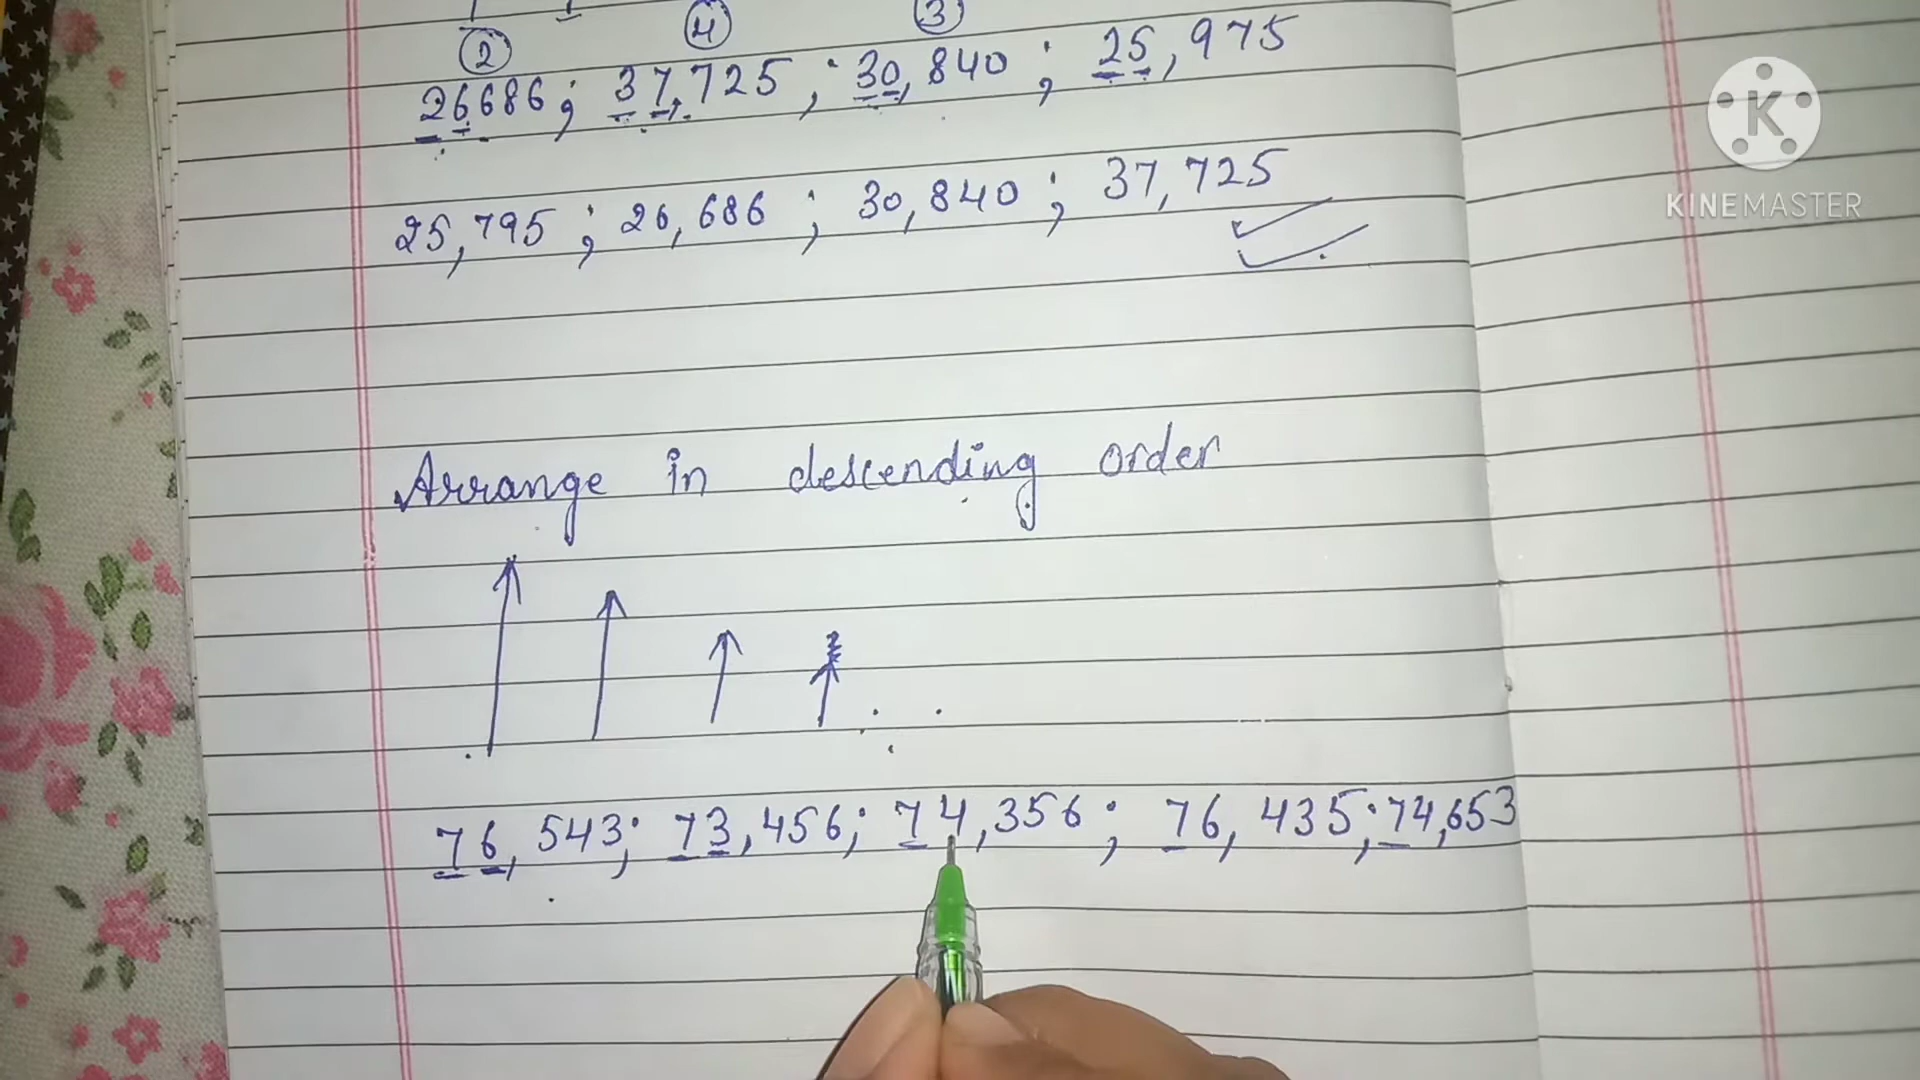 2 4 3
26686; 37,725; 30,840; 25,975
25,795; 26,686; 30,840; 37,725
Arrange in descending order
76,543; 73,456; 74,356; 76,435; 74,653
K
KINEMASTER